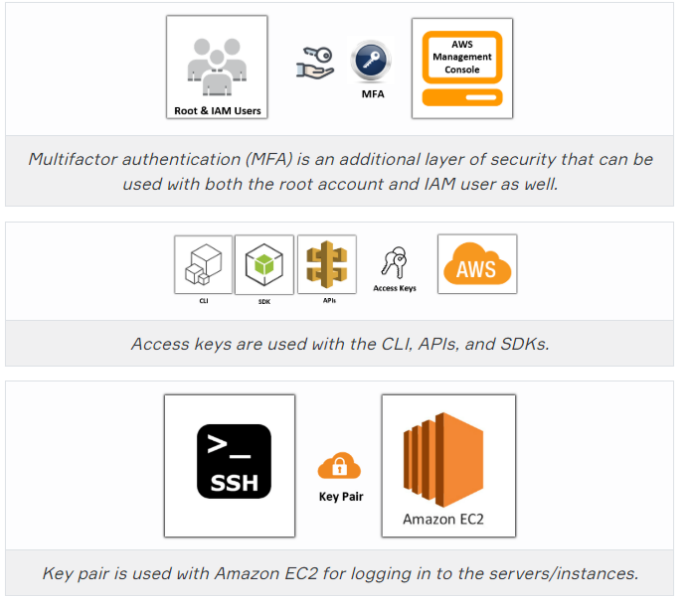 AWS
Management
Console
MFA
Root & IAM Users
Multifactor authentication (MFA) is an additional layer of security that can be
used with both the root account and IAM user as well.
AWS
CLI
SDK
APIs
Access Keys
Access keys are used with the CLI, APIs, and SDKs.
>_
SSH
Key Pair
Amazon EC2
Key pair is used with Amazon EC2 for logging in to the servers/instances.